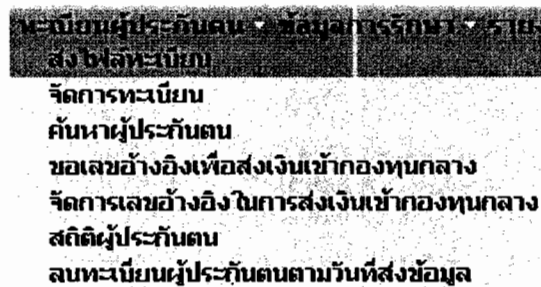 ทะเบียนผู้ประกันตน ข้อมูลการรักษา ราย
ส่งไฟล์ทะเบียน
จัดการทะเบียน
ค้นหาผู้ประกันตน
ขอเลขอ้างอิงเพื่อส่งเงินเข้ากองทุนกลาง
จัดการเลขอ้างอิงในการส่งเงินเข้ากองทุนกลาง
สถิติผู้ประกันตน
ลบทะเบียนผู้ประกันตนตามวันที่ส่งข้อมูล